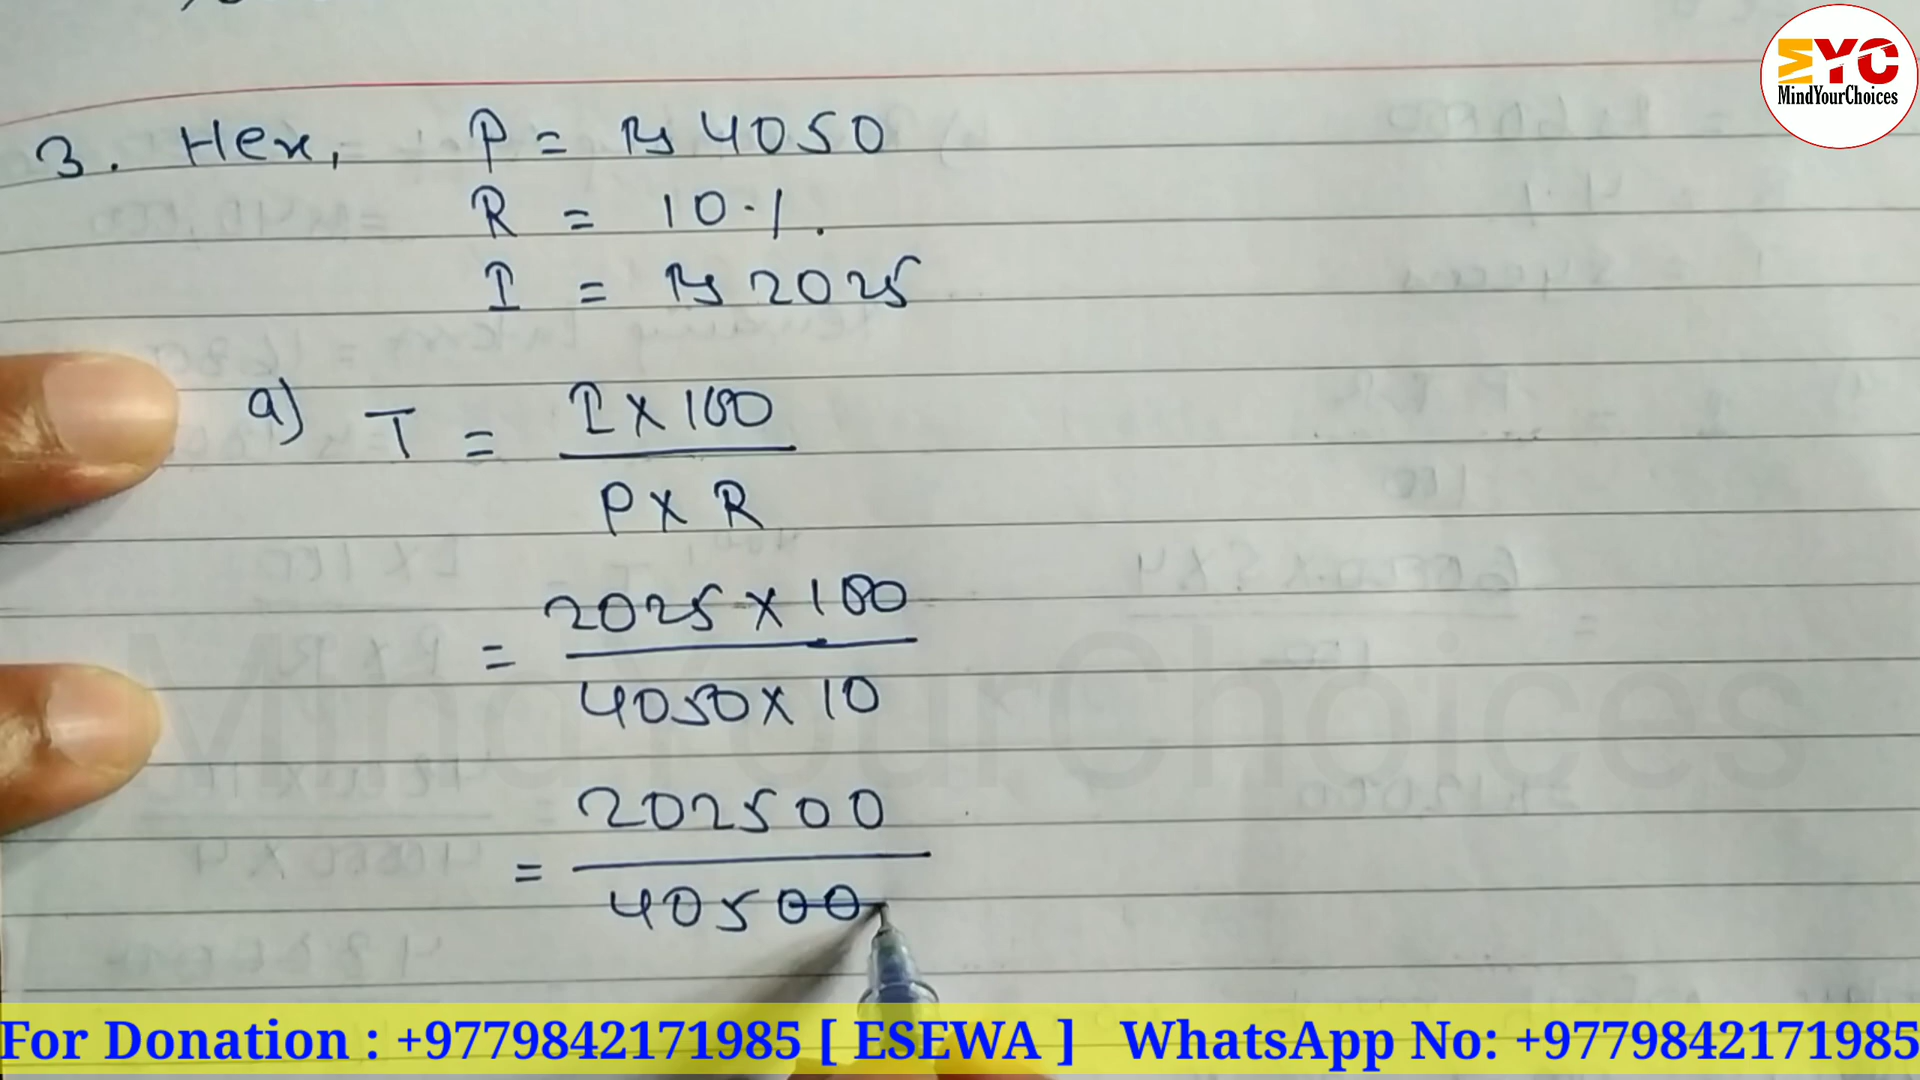 MYC
MindYourChoices
3. Here, P = Rs 4050
R = 10%.
I = Rs 2025
a) T = I x 100
P x R
= 2025 x 100
4050 x 10
= 202500
40500
MindYourChoices
For Donation : +9779842171985 [ ESEWA ] WhatsApp No: +9779842171985